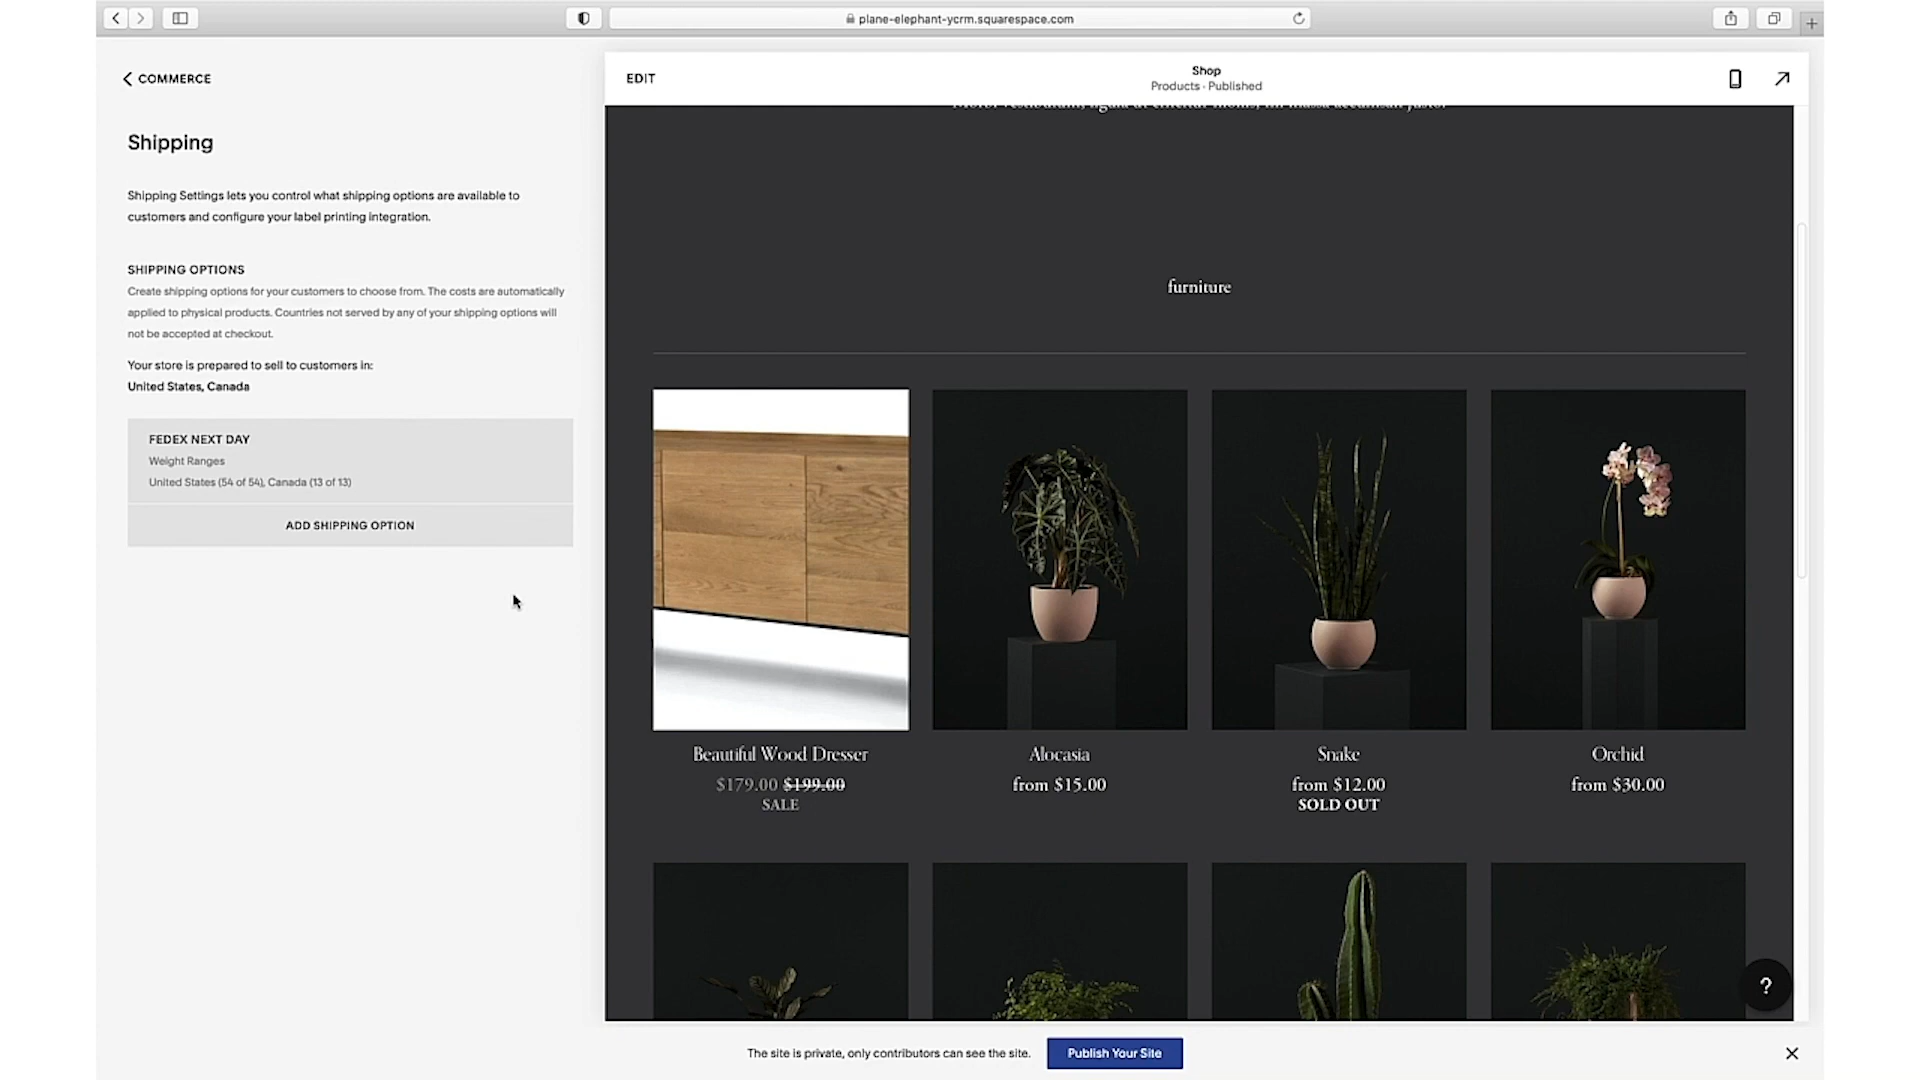 plane-elephant-ycrm.squarespace.com
COMMERCE
Shipping
Shipping Settings lets you control what shipping options are available to
customers and configure your label printing integration.
SHIPPING OPTIONS
Create shipping options for your customers to choose from. The costs are automatically
applied to physical products. Countries not served by any of your shipping options will
not be accepted at checkout.
Your store is prepared to sell to customers in:
United States, Canada
FEDEX NEXT DAY
Weight Ranges
United States (54 of 54), Canada (13 of 13)
ADD SHIPPING OPTION
EDIT
Shop
Products · Published
furniture
Beautiful Wood Dresser
$179.00 $199.00
SALE
Alocasia
from $15.00
Snake
from $12.00
SOLD OUT
Orchid
from $30.00
?
The site is private, only contributors can see the site.
Publish Your Site